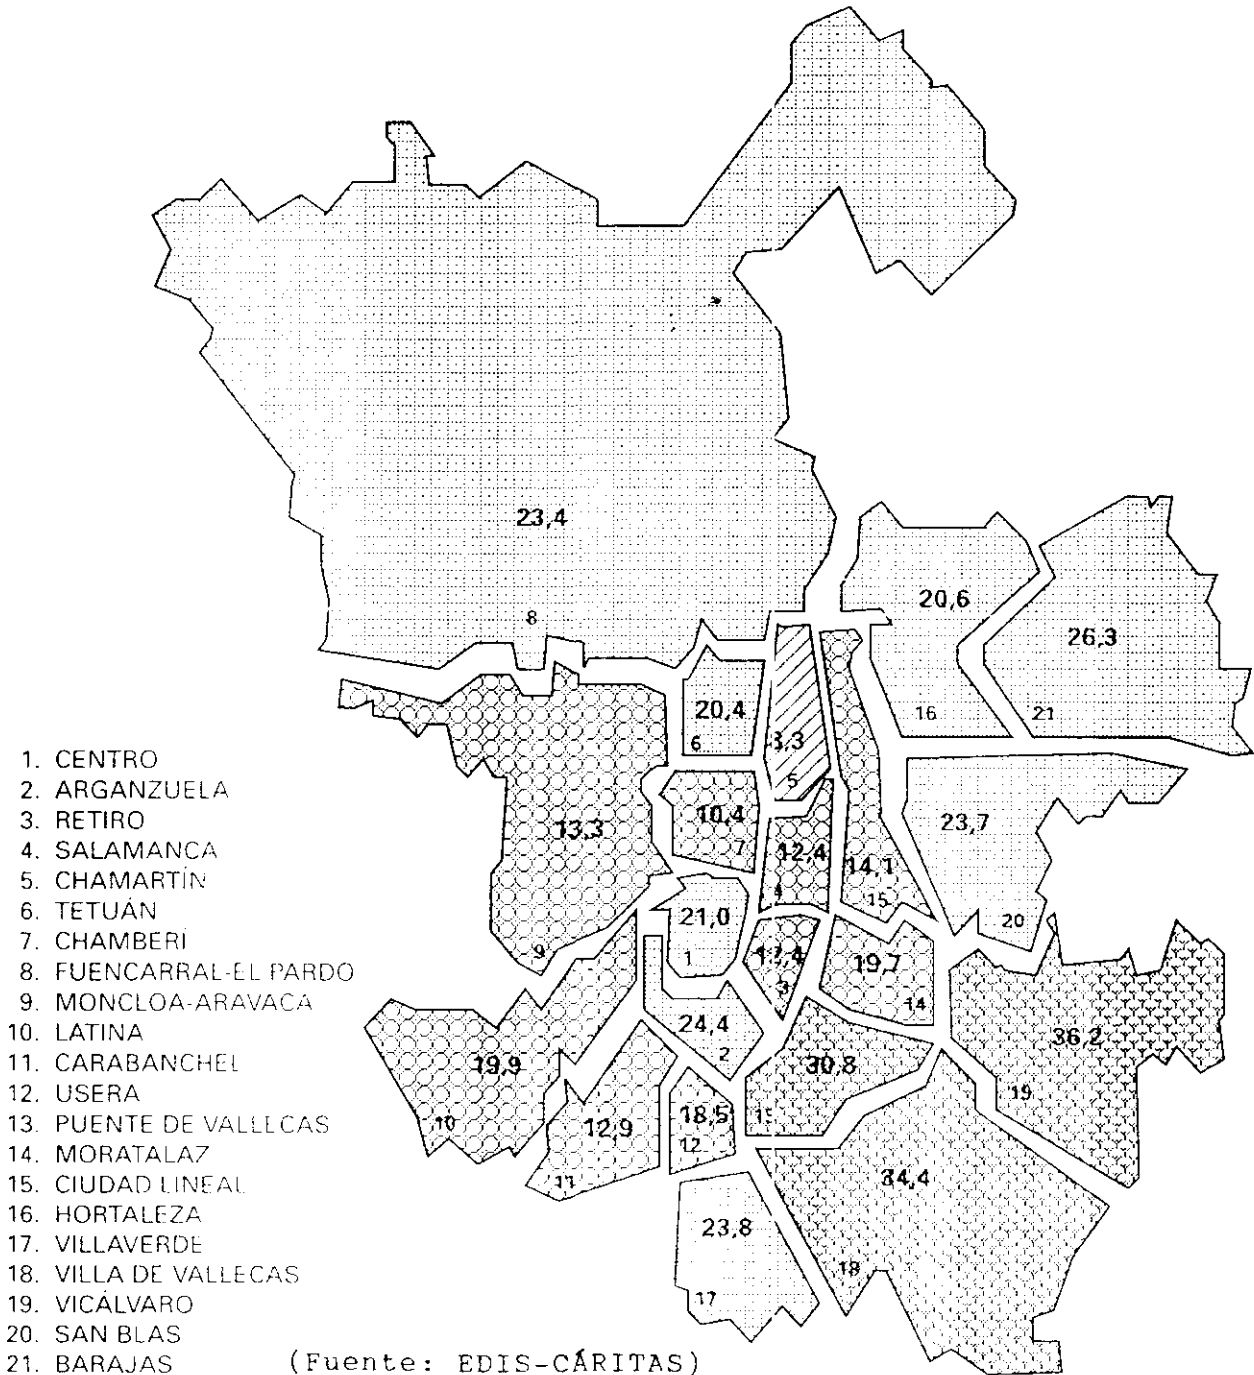 23,4
8
20,6
16
26,3
21
20,4
6
5
13,3
9
10,4
7
12,4
14,1
15
23,7
20
21,0
1
3
19,7
14
24,4
2
36,2
19
19,9
10
30,8
12,9
11
18,5
12
34,4
18
23,8
17
1. CENTRO
2. ARGANZUELA
3. RETIRO
4. SALAMANCA
5. CHAMARTÍN
6. TETUÁN
7. CHAMBERÍ
8. FUENCARRAL-EL PARDO
9. MONCLOA-ARAVACA
10. LATINA
11. CARABANCHEL
12. USERA
13. PUENTE DE VALLECAS
14. MORATALAZ
15. CIUDAD LINEAL
16. HORTALEZA
17. VILLAVERDE
18. VILLA DE VALLECAS
19. VICÁLVARO
20. SAN BLAS
21. BARAJAS
(Fuente: EDIS-CÁRITAS)